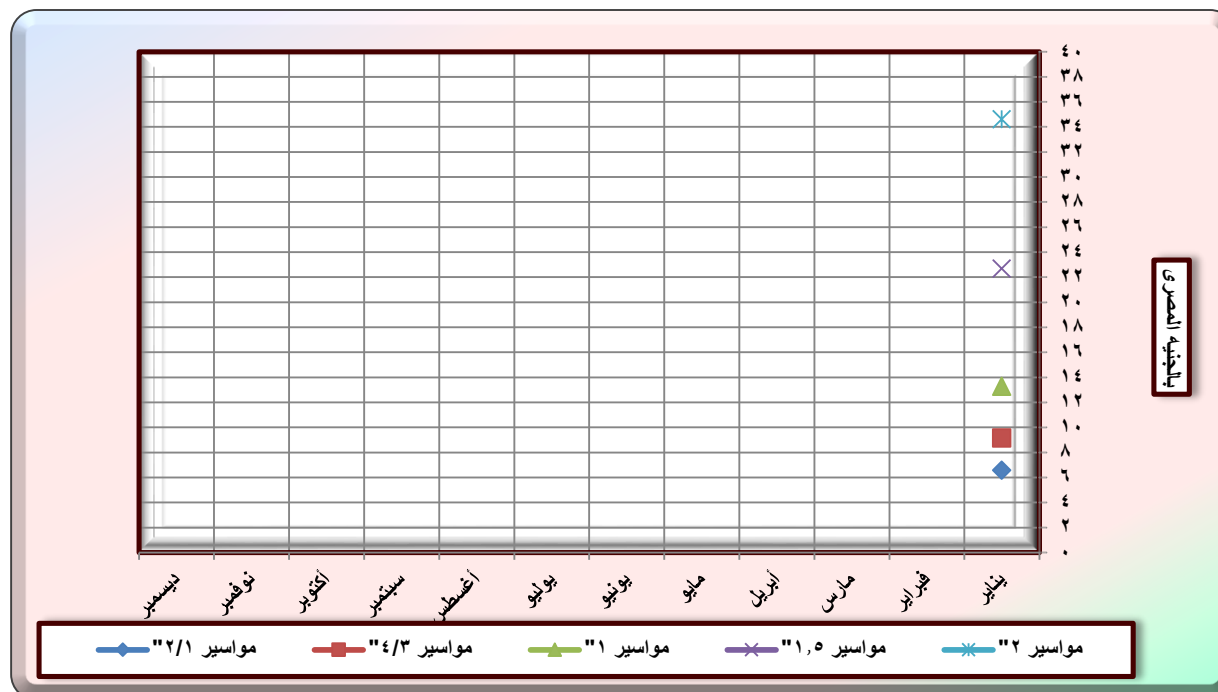 ٤٠
٣٨
٣٦
٣٤
٣٢
٣٠
٢٨
٢٦
٢٤
٢٢
٢٠
١٨
١٦
١٤
١٢
١٠
٨
٦
٤
٢
٠
بالجنيه المصرى
يناير
فبراير
مارس
أبريل
مايو
يونيو
يوليو
أغسطس
سبتمبر
أكتوبر
نوفمبر
ديسمبر
مواسير ٢"
مواسير ١,٥"
مواسير ١"
مواسير ٤/٣"
مواسير ٢/١"